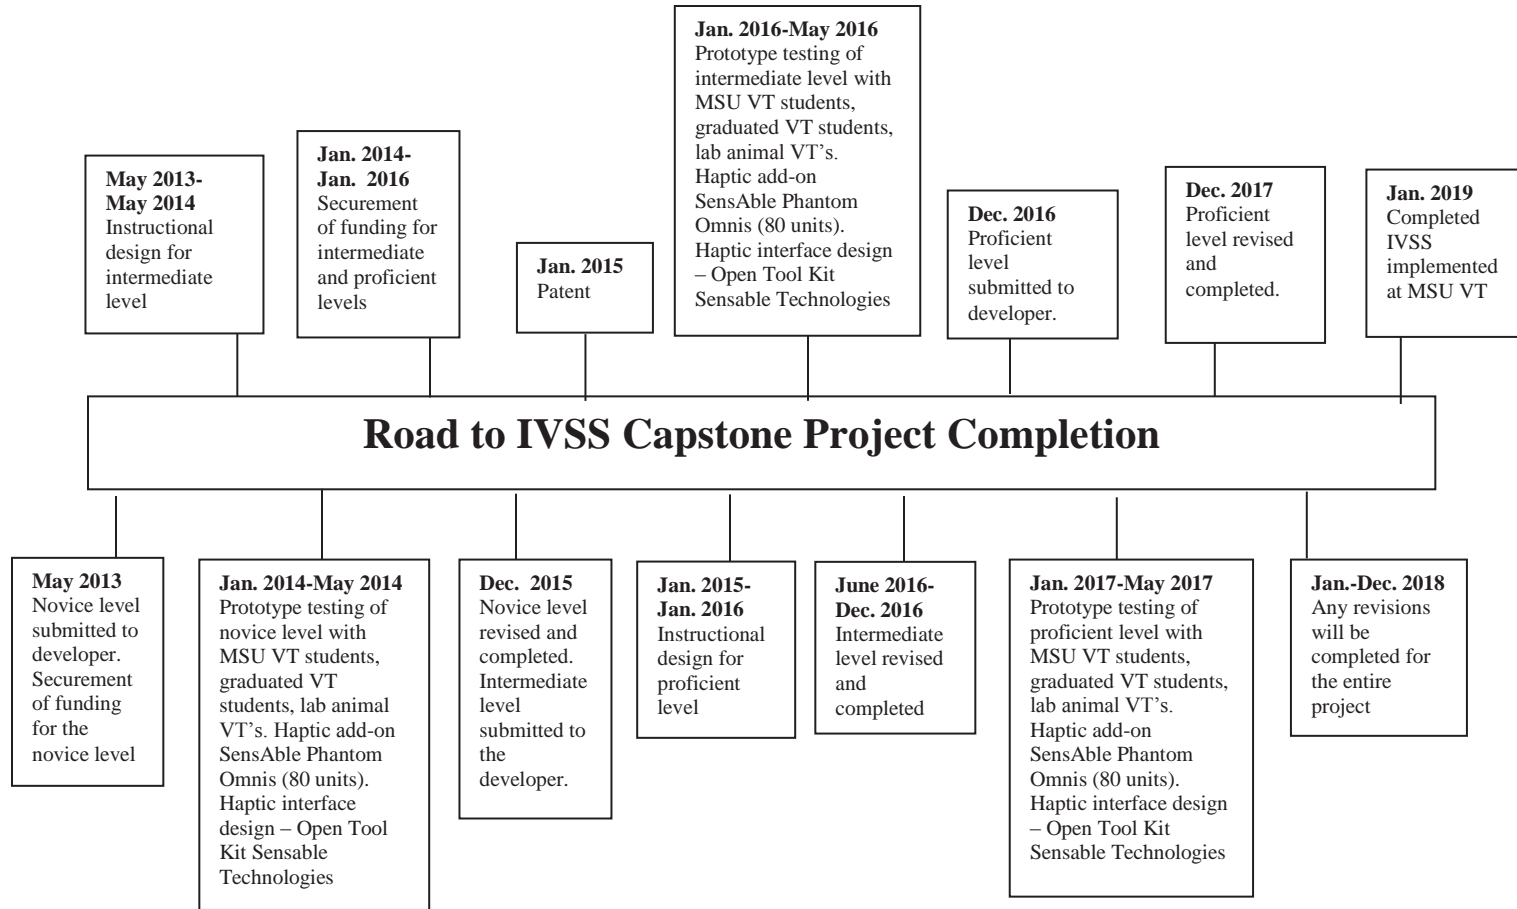 May 2013-
May 2014
Instructional
design for
intermediate
level
Jan. 2014-
Jan.  2016
Securement
of funding for
intermediate
and proficient
levels
Jan. 2015
Patent
Jan. 2016-May 2016
Prototype testing of
intermediate level with
MSU VT students,
graduated VT students,
lab animal VT's.
Haptic add-on
SensAble Phantom
Omnis (80 units).
Haptic interface design
– Open Tool Kit
Sensable Technologies
Dec. 2016
Proficient
level
submitted to
developer.
Dec. 2017
Proficient
level revised
and
completed.
Jan. 2019
Completed
IVSS
implemented
at MSU VT
Road to IVSS Capstone Project Completion
May 2013
Novice level
submitted to
developer.
Securement
of funding
for the
novice level
Jan. 2014-May 2014
Prototype testing of
novice level with
MSU VT students,
graduated VT
students, lab animal
VT's. Haptic add-on
SensAble Phantom
Omnis (80 units).
Haptic interface
design – Open Tool
Kit Sensable
Technologies
Dec.  2015
Novice level
revised and
completed.
Intermediate
level
submitted to
the
developer.
Jan. 2015-
Jan. 2016
Instructional
design for
proficient
level
June 2016-
Dec. 2016
Intermediate
level revised
and
completed
Jan. 2017-May 2017
Prototype testing of
proficient level with
MSU VT students,
graduated VT students,
lab animal VT's.
Haptic add-on
SensAble Phantom
Omnis (80 units).
Haptic interface design
– Open Tool Kit
Sensable Technologies
Jan.-Dec. 2018
Any revisions
will be
completed for
the entire
project